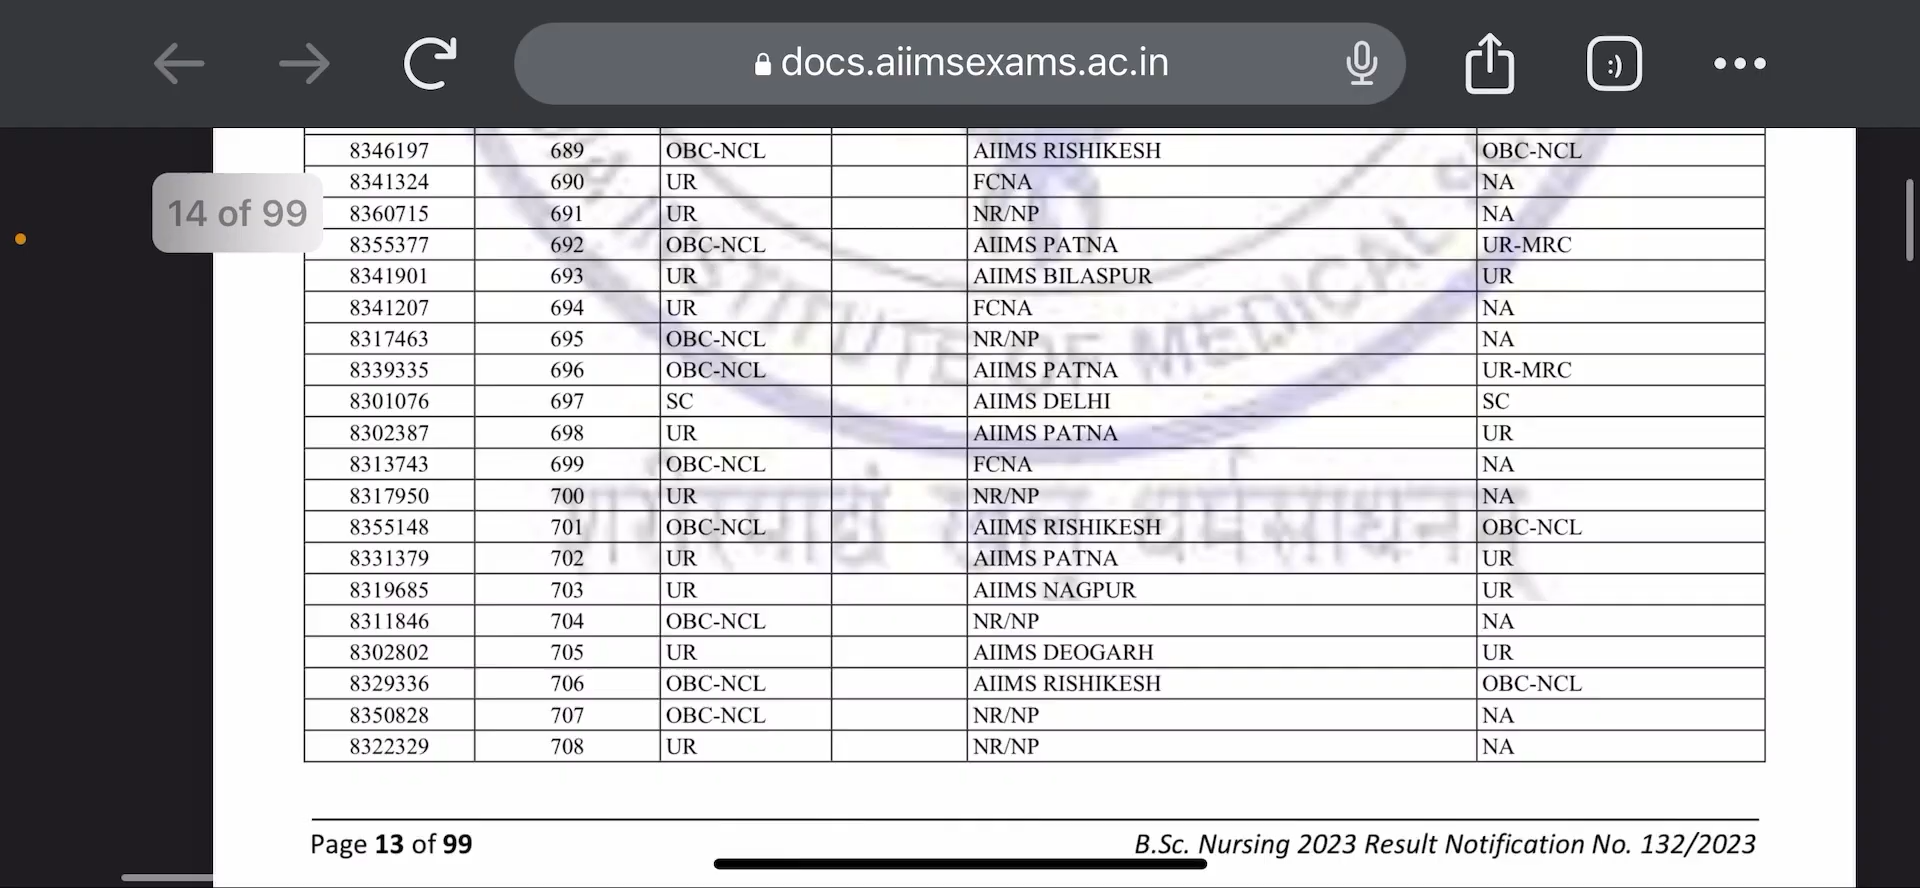 docs.aiimsexams.ac.in
:)
14 of 99
8346197 689 OBC-NCL AIIMS RISHIKESH OBC-NCL
8341324 690 UR FCNA NA
8360715 691 UR NR/NP NA
8355377 692 OBC-NCL AIIMS PATNA UR-MRC
8341901 693 UR AIIMS BILASPUR UR
8341207 694 UR FCNA NA
8317463 695 OBC-NCL NR/NP NA
8339335 696 OBC-NCL AIIMS PATNA UR-MRC
8301076 697 SC AIIMS DELHI SC
8302387 698 UR AIIMS PATNA UR
8313743 699 OBC-NCL FCNA NA
8317950 700 UR NR/NP NA
8355148 701 OBC-NCL AIIMS RISHIKESH OBC-NCL
8331379 702 UR AIIMS PATNA UR
8319685 703 UR AIIMS NAGPUR UR
8311846 704 OBC-NCL NR/NP NA
8302802 705 UR AIIMS DEOGARH UR
8329336 706 OBC-NCL AIIMS RISHIKESH OBC-NCL
8350828 707 OBC-NCL NR/NP NA
8322329 708 UR NR/NP NA
INSTITUTE OF MEDICAL
Page 13 of 99
B.Sc. Nursing 2023 Result Notification No. 132/2023